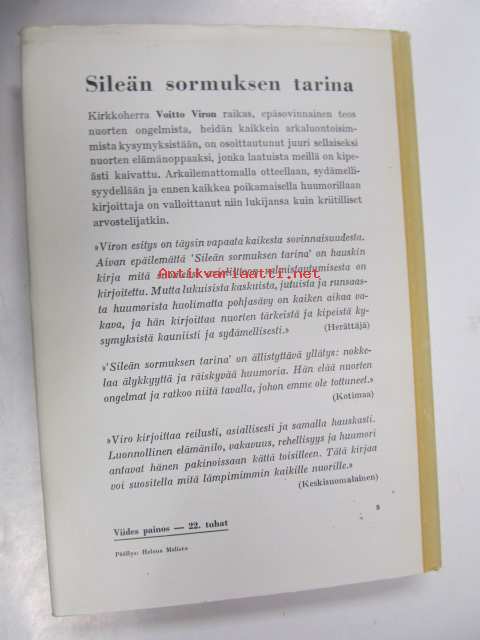 Sileän sormuksen tarina
Kirkkoherra Voitto Viron raikas, epäsovinnainen teos
nuorten ongelmista, heidän kaikkein arkaluontoisim-
mista kysymyksistään, on osoittautunut juuri sellaiseksi
nuorten elämänoppaaksi, jonka laatuista meillä on kipe-
ästi kaivattu. Arkailemattomalla otteellaan, sydämelli-
syydellään ja ennen kaikkea poikamaisella huumorillaan
kirjoittaja on valloittanut niin lukijansa kuin kriitilliset
arvostelijatkin.
»Viron esitys on täysin vapaata kaikesta sovinnaisuudesta.
Aivan epäilemättä 'Sileän sormuksen tarina' on hauskin
kirja mitä avioliittoon valmistautumisesta on
Antikvariaatti.net
kirjoitettu. Mutta lukuisista kaskuista, jutuista ja runsaas-
ta huumorista huolimatta pohjasävy on kaiken aikaa va-
kava, ja hän kirjoittaa nuorten tärkeistä ja kipeistä ky-
symyksistä kauniisti ja sydämellisesti.»
(Herättäjä)
»'Sileän sormuksen tarina' on ällistyttävä yllätys: nokke-
laa älykkyyttä ja räiskyvää huumoria. Hän elää nuorten
ongelmat ja ratkoo niitä tavalla, johon emme ole tottuneet.»
(Kotimaa)
»Viro kirjoittaa reilusti, asiallisesti ja samalla hauskasti.
Luonnollinen elämänilo, vakavuus, rehellisyys ja huumori
antavat hänen pakinoissaan kättä toisilleen. Tätä kirjaa
voi suositella mitä lämpimimmin kaikille nuorille.»
(Keskisuomalainen)
Viides painos — 22. tuhat
Päällys: Helena